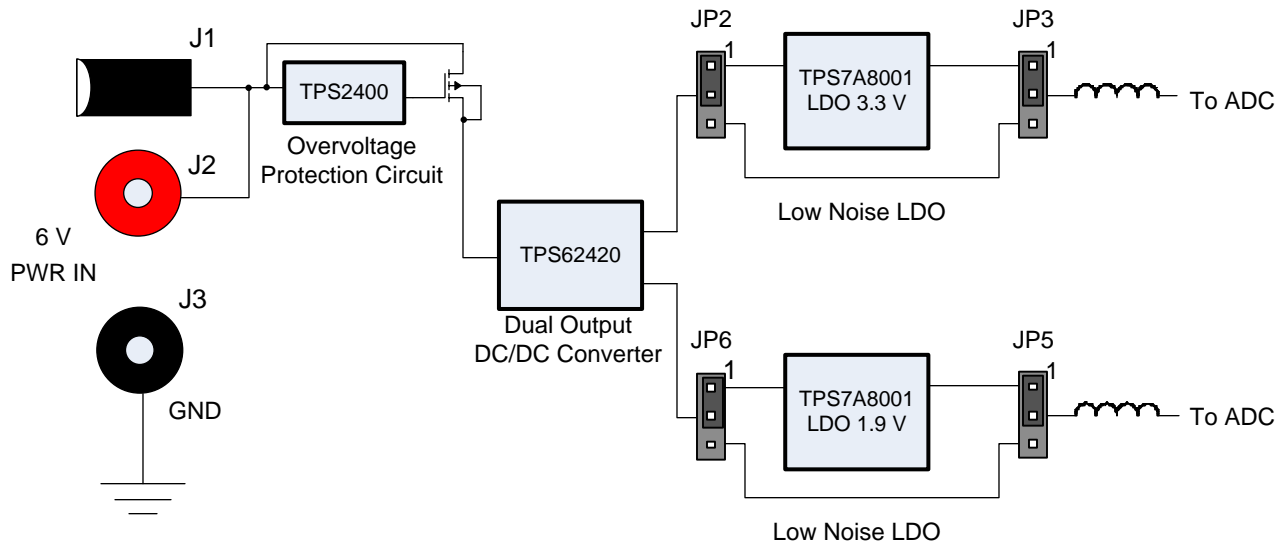 J1
J2
6 V
PWR IN
J3
GND
TPS2400
Overvoltage
Protection Circuit
TPS62420
Dual Output
DC/DC Converter
JP2
1
TPS7A8001
LDO 3.3 V
JP3
1
To ADC
Low Noise LDO
JP6
1
TPS7A8001
LDO 1.9 V
JP5
1
To ADC
Low Noise LDO